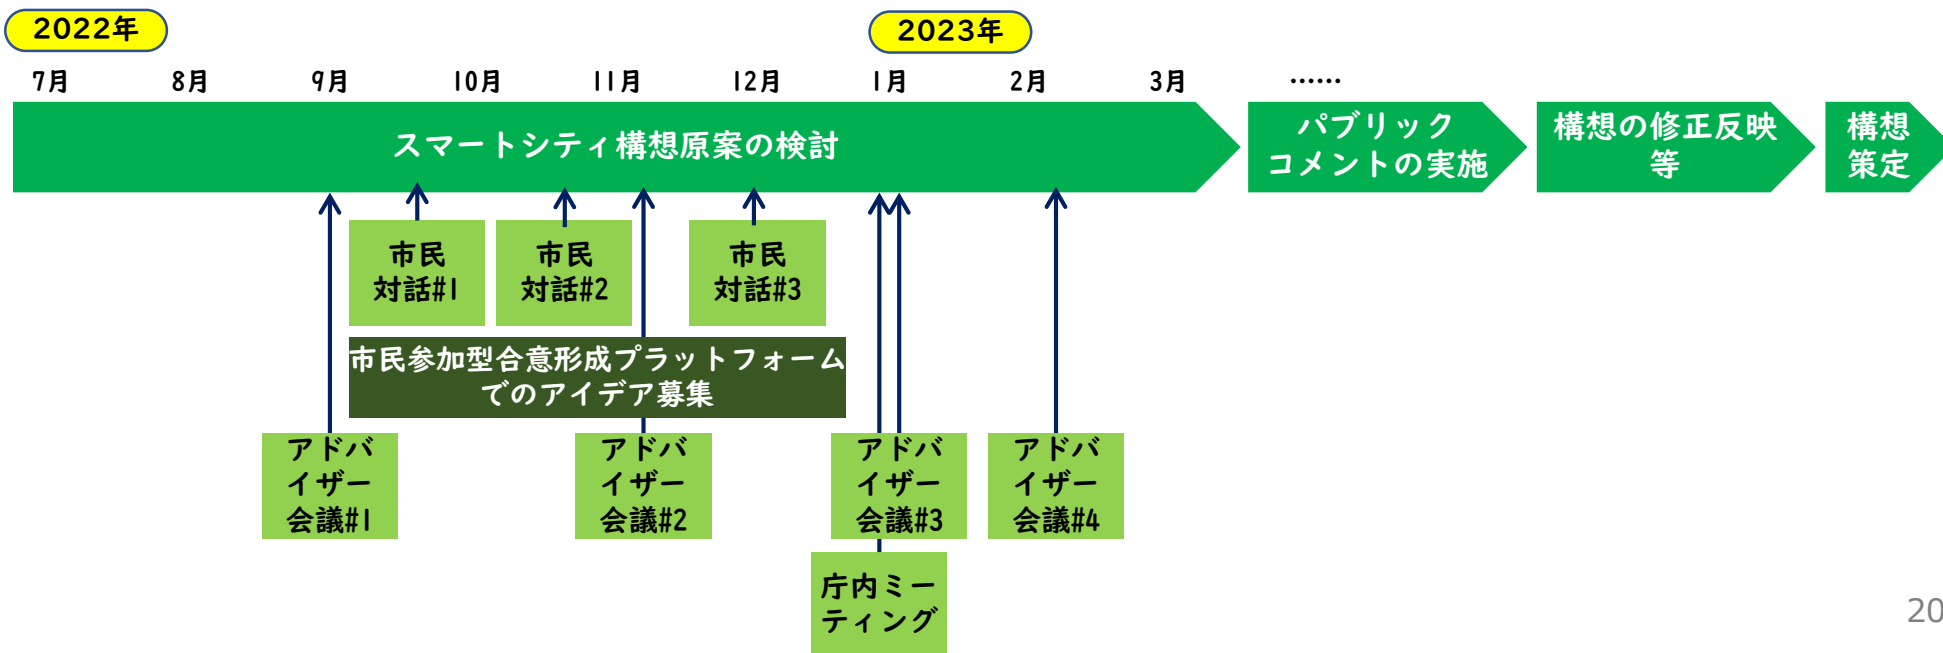 2022年
2023年
7月
8月
9月
10月
11月
12月
1月
2月
3月
……
スマートシティ構想原案の検討
パブリック
コメントの実施
構想の修正反映
等
構想
策定
市民
対話#1
市民
対話#2
市民
対話#3
市民参加型合意形成プラットフォーム
でのアイデア募集
アドバ
イザー
会議#1
アドバ
イザー
会議#2
アドバ
イザー
会議#3
アドバ
イザー
会議#4
庁内ミー
ティング
20